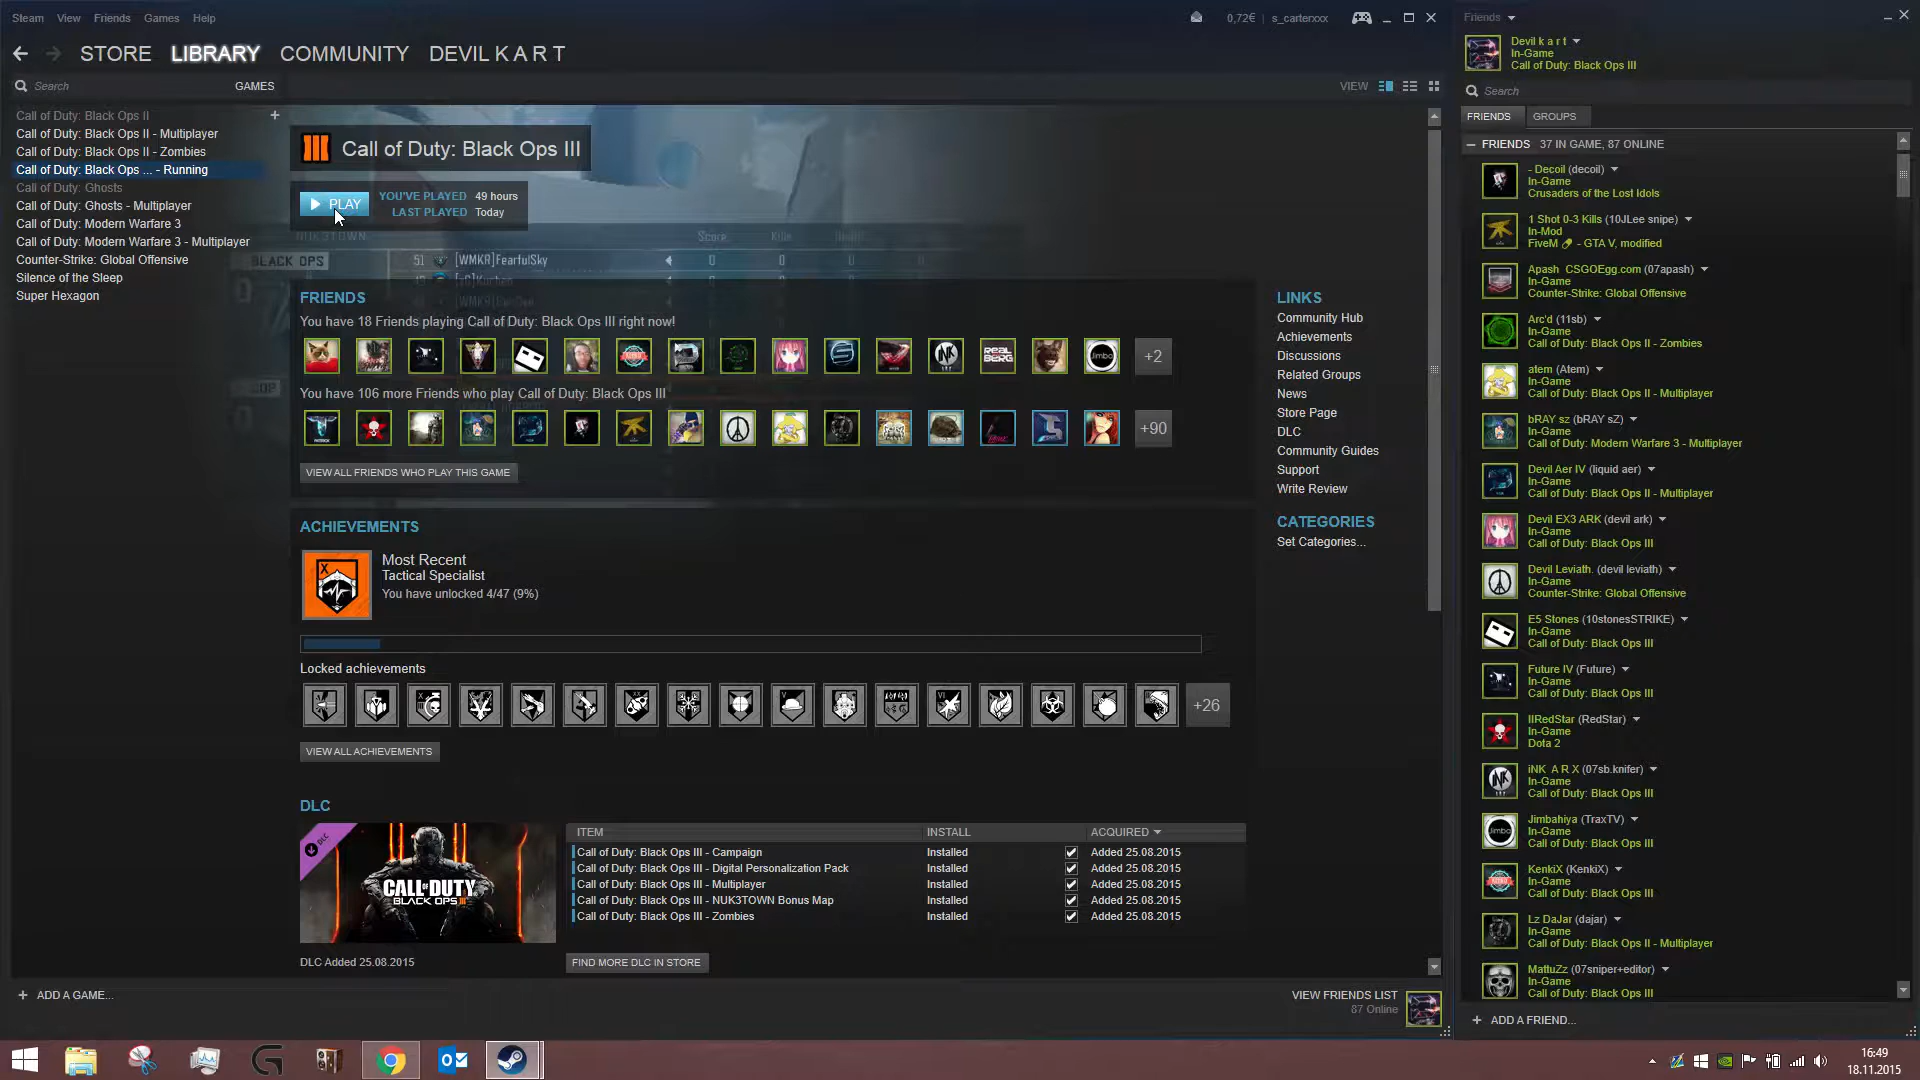 Steam View Friends Games Help
0,72€ s_carterxxx
STORE LIBRARY COMMUNITY DEVIL K A R T
Search GAMES
VIEW
Call of Duty: Black Ops II
Call of Duty: Black Ops II - Multiplayer
Call of Duty: Black Ops II - Zombies
Call of Duty: Black Ops ... - Running
Call of Duty: Ghosts
Call of Duty: Ghosts - Multiplayer
Call of Duty: Modern Warfare 3
Call of Duty: Modern Warfare 3 - Multiplayer
Counter-Strike: Global Offensive
Silence of the Sleep
Super Hexagon
Call of Duty: Black Ops III
PLAY
YOU'VE PLAYED 49 hours
LAST PLAYED Today
NUK3TOWN
Score Kills
BLACK OPS
51 [WMKR]FearfulSky 0 0 0
FRIENDS
You have 18 Friends playing Call of Duty: Black Ops III right now!
REAL BERG
Jimbo
+2
You have 106 more Friends who play Call of Duty: Black Ops III
+90
VIEW ALL FRIENDS WHO PLAY THIS GAME
ACHIEVEMENTS
Most Recent
Tactical Specialist
You have unlocked 4/47 (9%)
Locked achievements
+26
VIEW ALL ACHIEVEMENTS
DLC
DLC
CALL OF DUTY
BLACK OPS III
DLC Added 25.08.2015
ITEM INSTALL ACQUIRED
Call of Duty: Black Ops III - Campaign Installed Added 25.08.2015
Call of Duty: Black Ops III - Digital Personalization Pack Installed Added 25.08.2015
Call of Duty: Black Ops III - Multiplayer Installed Added 25.08.2015
Call of Duty: Black Ops III - NUK3TOWN Bonus Map Installed Added 25.08.2015
Call of Duty: Black Ops III - Zombies Installed Added 25.08.2015
FIND MORE DLC IN STORE
LINKS
Community Hub
Achievements
Discussions
Related Groups
News
Store Page
DLC
Community Guides
Support
Write Review
CATEGORIES
Set Categories...
ADD A GAME...
VIEW FRIENDS LIST
87 Online
Friends
Devil k a r t
In-Game
Call of Duty: Black Ops III
Search
FRIENDS GROUPS
FRIENDS 37 IN GAME, 87 ONLINE
- Decoil (decoil)
In-Game
Crusaders of the Lost Idols
1 Shot 0-3 Kills (10JLee snipe)
In-Mod
FiveM - GTA V, modified
Apash CSGOEgg.com (07apash)
In-Game
Counter-Strike: Global Offensive
Arc'd (11sb)
In-Game
Call of Duty: Black Ops II - Zombies
atem (Atem)
In-Game
Call of Duty: Black Ops II - Multiplayer
bRAY sz (bRAY sZ)
In-Game
Call of Duty: Modern Warfare 3 - Multiplayer
Devil Aer IV (liquid aer)
In-Game
Call of Duty: Black Ops II - Multiplayer
Devil EX3 ARK (devil ark)
In-Game
Call of Duty: Black Ops III
Devil Leviath. (devil leviath)
In-Game
Counter-Strike: Global Offensive
E5 Stones (10stonesSTRIKE)
In-Game
Call of Duty: Black Ops III
Future IV (Future)
In-Game
Call of Duty: Black Ops III
IIRedStar (RedStar)
In-Game
Dota 2
iNK A R X (07sb.knifer)
In-Game
Call of Duty: Black Ops III
Jimbahiya (TraxTV)
In-Game
Call of Duty: Black Ops III
KenkiX (KenkiX)
In-Game
Call of Duty: Black Ops III
Lz DaJar (dajar)
In-Game
Call of Duty: Black Ops II - Multiplayer
MattuZz (07sniper+editor)
In-Game
Call of Duty: Black Ops III
ADD A FRIEND...
16:49
18.11.2015